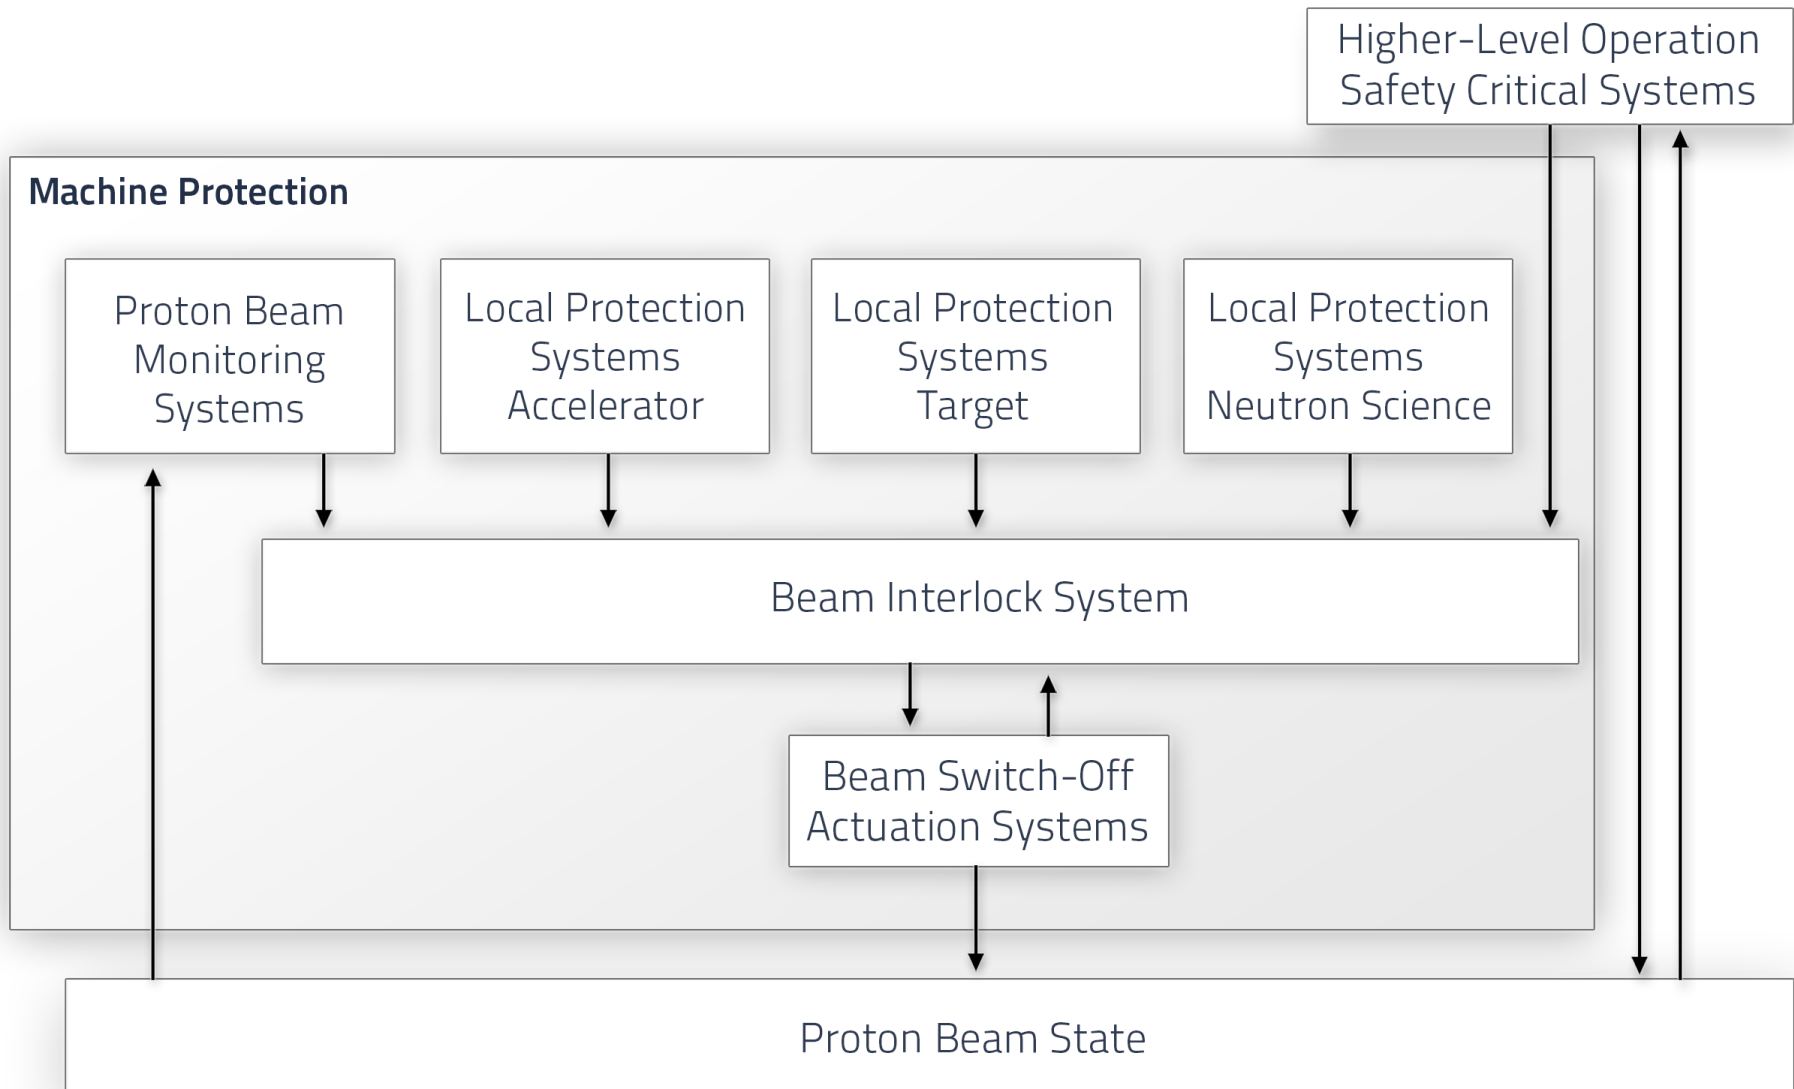 Higher-Level Operation
Safety Critical Systems
Machine Protection
Proton Beam
Monitoring
Systems
Local Protection
Systems
Accelerator
Local Protection
Systems
Target
Local Protection
Systems
Neutron Science
Beam Interlock System
Beam Switch-Off
Actuation Systems
Proton Beam State